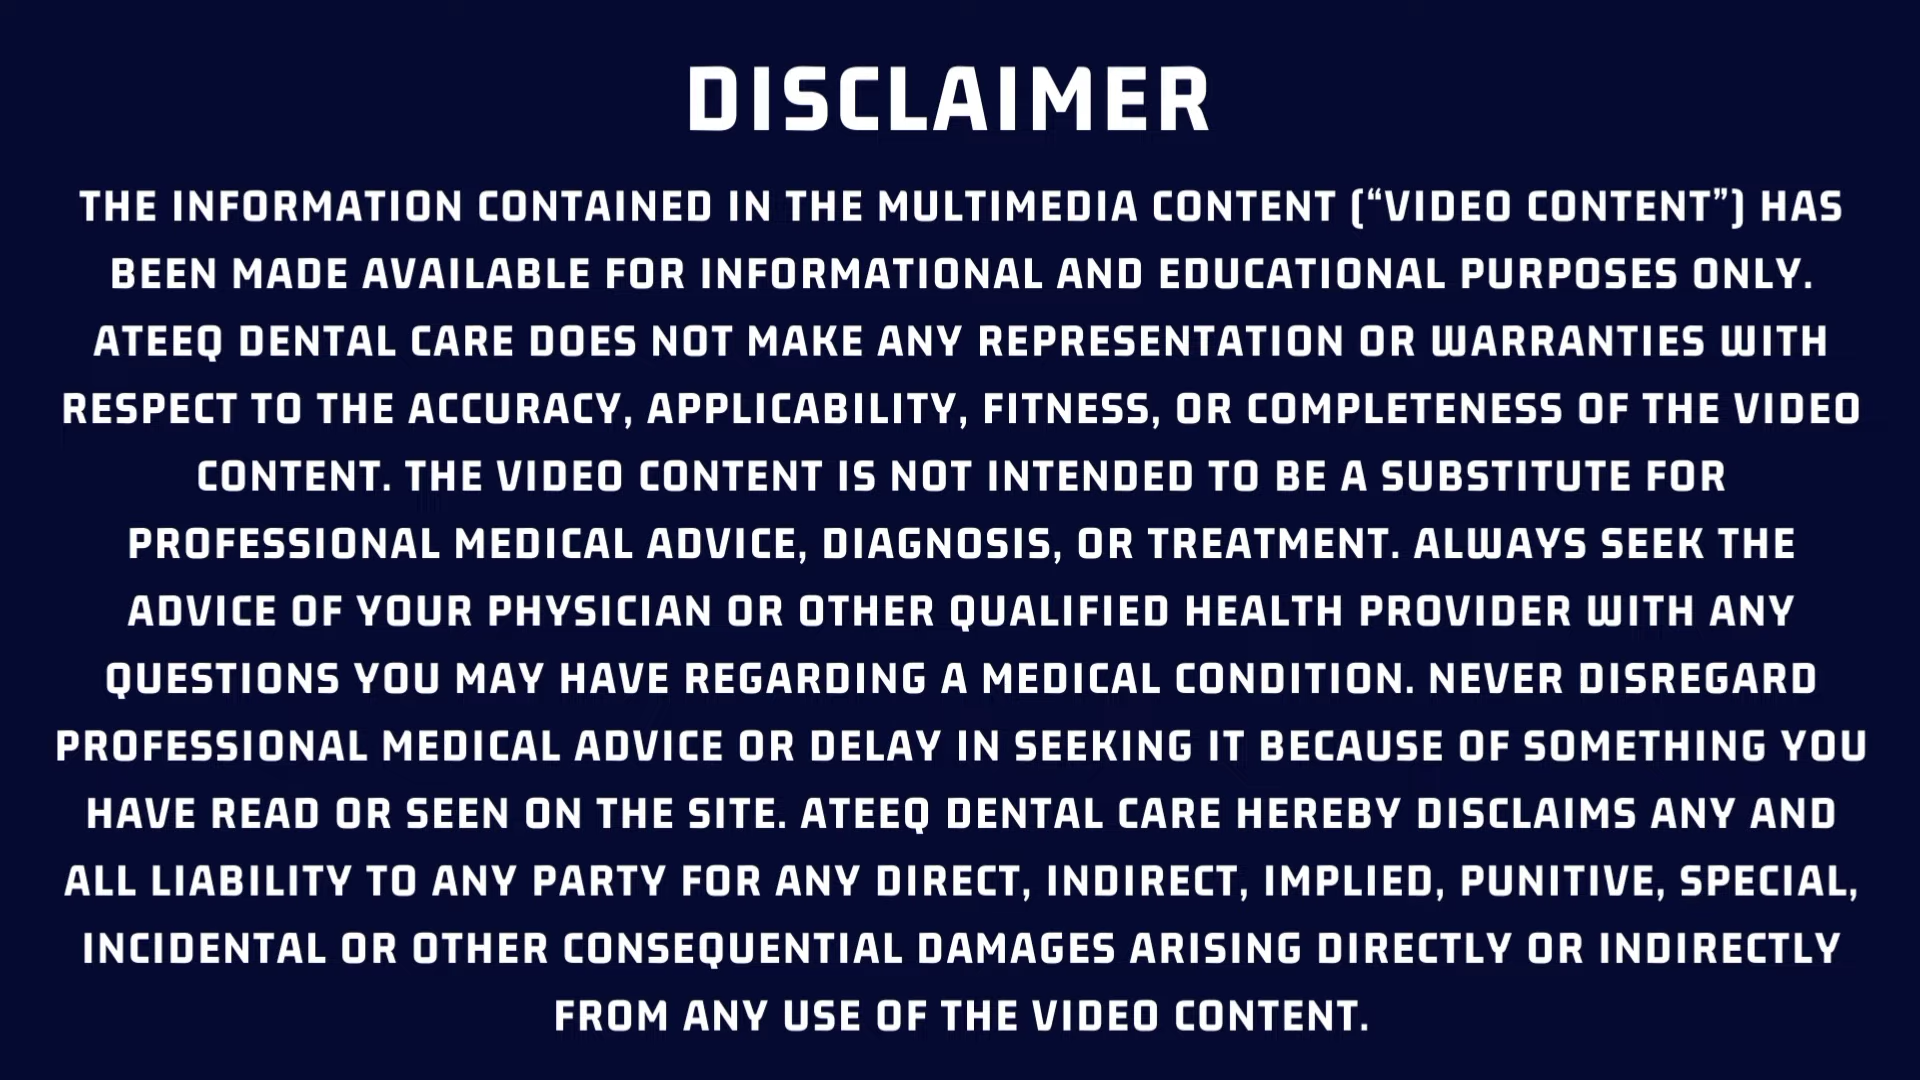 DISCLAIMER
THE INFORMATION CONTAINED IN THE MULTIMEDIA CONTENT (“VIDEO CONTENT”) HAS
BEEN MADE AVAILABLE FOR INFORMATIONAL AND EDUCATIONAL PURPOSES ONLY.
ATEEQ DENTAL CARE DOES NOT MAKE ANY REPRESENTATION OR WARRANTIES WITH
RESPECT TO THE ACCURACY, APPLICABILITY, FITNESS, OR COMPLETENESS OF THE VIDEO
CONTENT. THE VIDEO CONTENT IS NOT INTENDED TO BE A SUBSTITUTE FOR
PROFESSIONAL MEDICAL ADVICE, DIAGNOSIS, OR TREATMENT. ALWAYS SEEK THE
ADVICE OF YOUR PHYSICIAN OR OTHER QUALIFIED HEALTH PROVIDER WITH ANY
QUESTIONS YOU MAY HAVE REGARDING A MEDICAL CONDITION. NEVER DISREGARD
PROFESSIONAL MEDICAL ADVICE OR DELAY IN SEEKING IT BECAUSE OF SOMETHING YOU
HAVE READ OR SEEN ON THE SITE. ATEEQ DENTAL CARE HEREBY DISCLAIMS ANY AND
ALL LIABILITY TO ANY PARTY FOR ANY DIRECT, INDIRECT, IMPLIED, PUNITIVE, SPECIAL,
INCIDENTAL OR OTHER CONSEQUENTIAL DAMAGES ARISING DIRECTLY OR INDIRECTLY
FROM ANY USE OF THE VIDEO CONTENT.